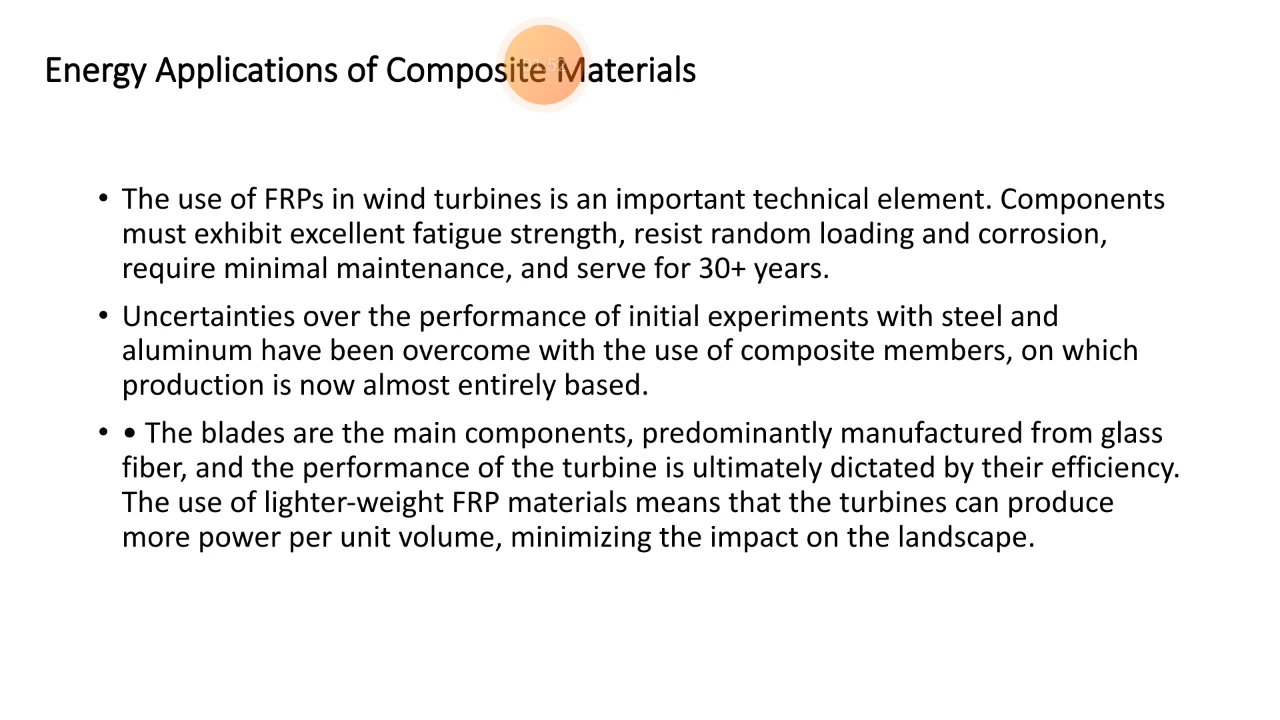 Energy Applications of Composite Materials
• The use of FRPs in wind turbines is an important technical element. Components
must exhibit excellent fatigue strength, resist random loading and corrosion,
require minimal maintenance, and serve for 30+ years.
• Uncertainties over the performance of initial experiments with steel and
aluminum have been overcome with the use of composite members, on which
production is now almost entirely based.
• • The blades are the main components, predominantly manufactured from glass
fiber, and the performance of the turbine is ultimately dictated by their efficiency.
The use of lighter-weight FRP materials means that the turbines can produce
more power per unit volume, minimizing the impact on the landscape.